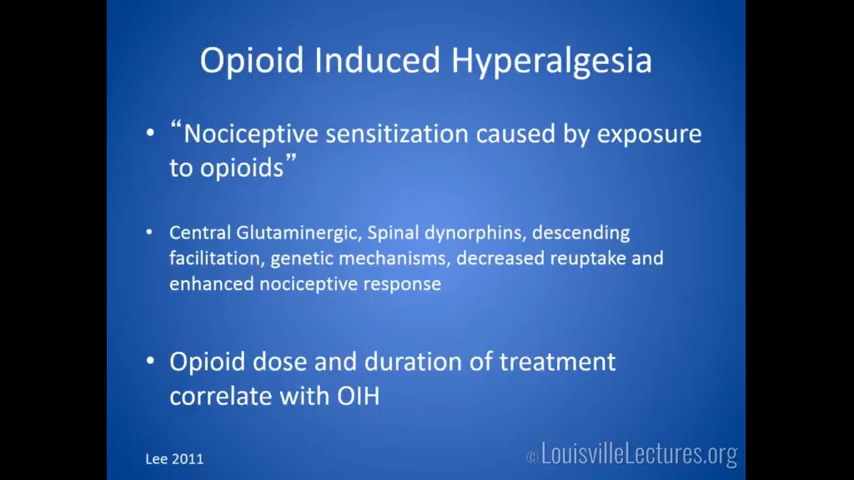 Opioid Induced Hyperalgesia
• “Nociceptive sensitization caused by exposure
to opioids”
• Central Glutaminergic, Spinal dynorphins, descending
facilitation, genetic mechanisms, decreased reuptake and
enhanced nociceptive response
• Opioid dose and duration of treatment
correlate with OIH
Lee 2011
© LouisvilleLectures.org